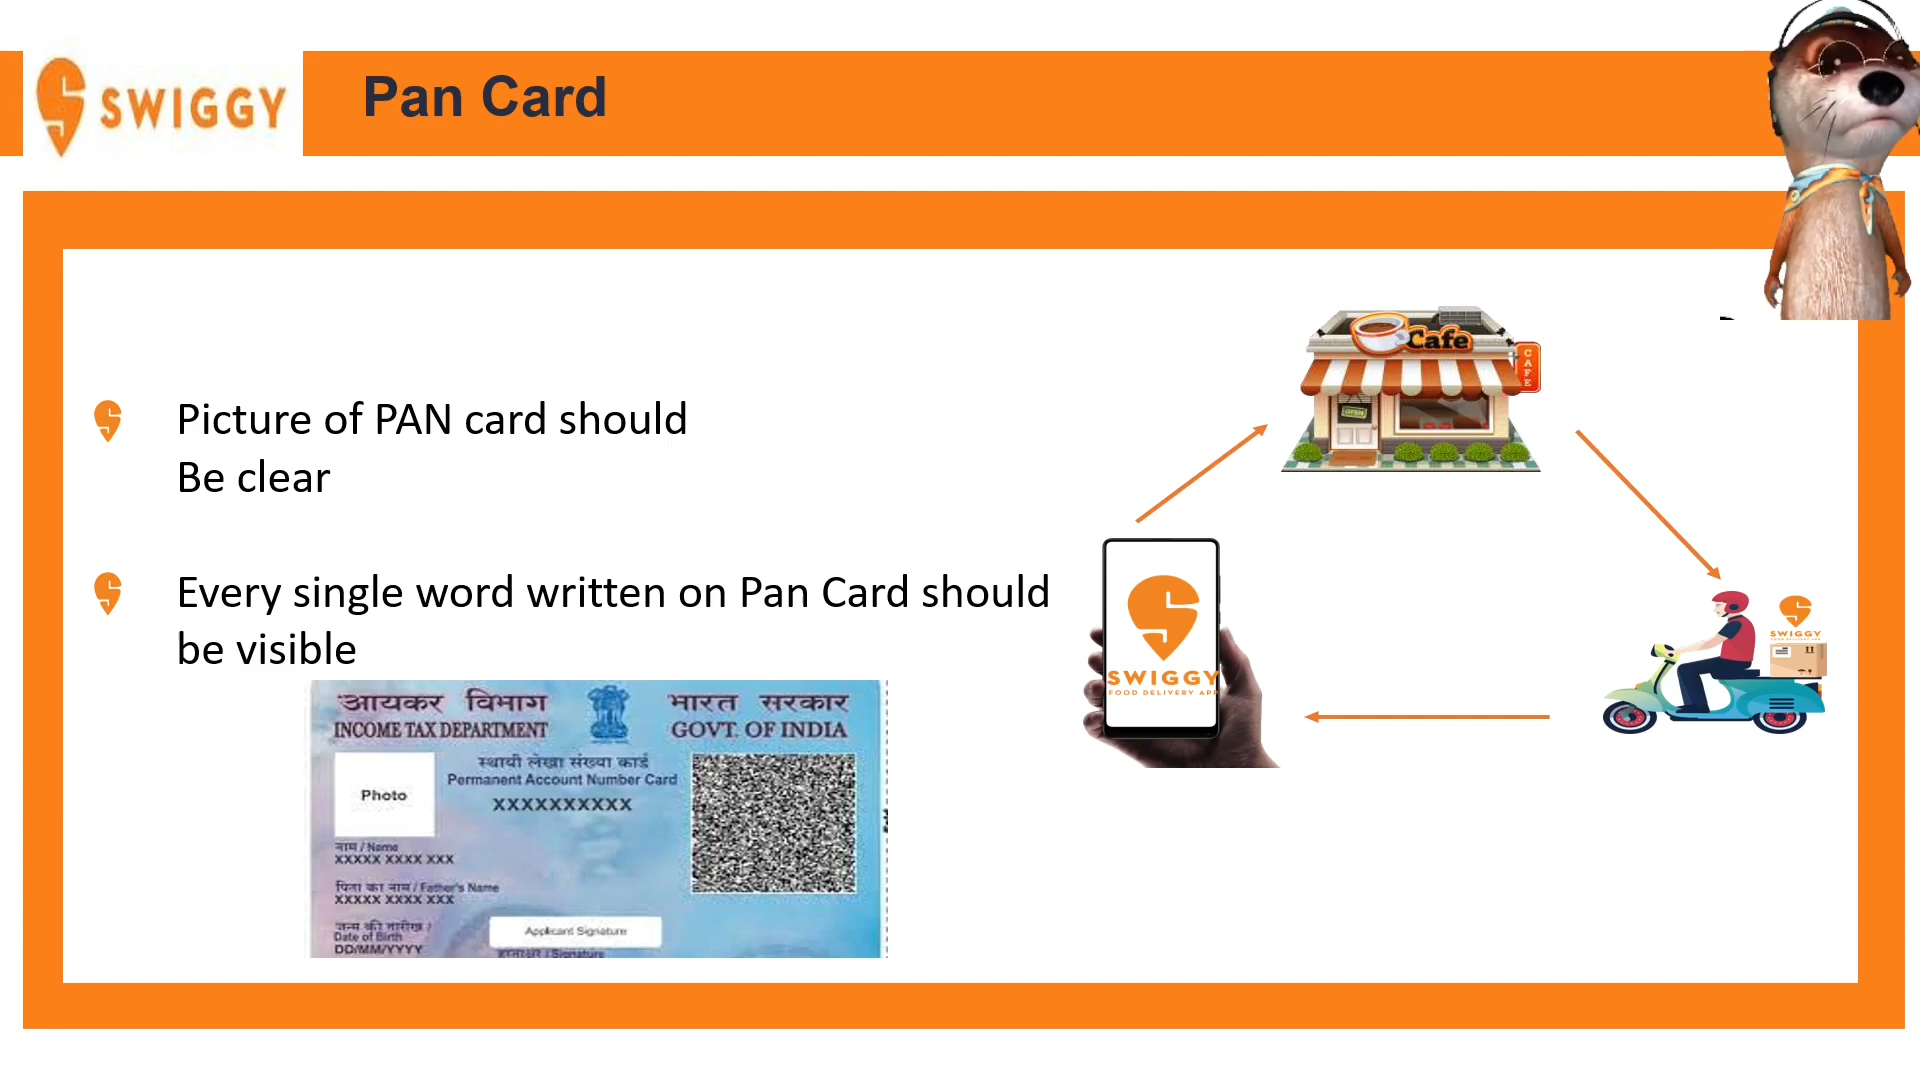 SWIGGY
Pan Card
Picture of PAN card should
Be clear
Every single word written on Pan Card should
be visible
आयकर विभाग
भारत सरकार
INCOME TAX DEPARTMENT
GOVT. OF INDIA
स्थायी लेखा संख्या कार्ड
Permanent Account Number Card
XXXXXXXXXX
Photo
नाम / Name
XXXXX XXXX XXX
पिता का नाम / Father's Name
XXXXX XXXX XXX
जन्म की तारीख /
Date of Birth
DD/MM/YYYY
Applicant Signature
हस्ताक्षर / Signature
Cafe
CAFE
OPEN
SWIGGY
FOOD DELIVERY APP
SWIGGY
FOOD DELIVERY APP